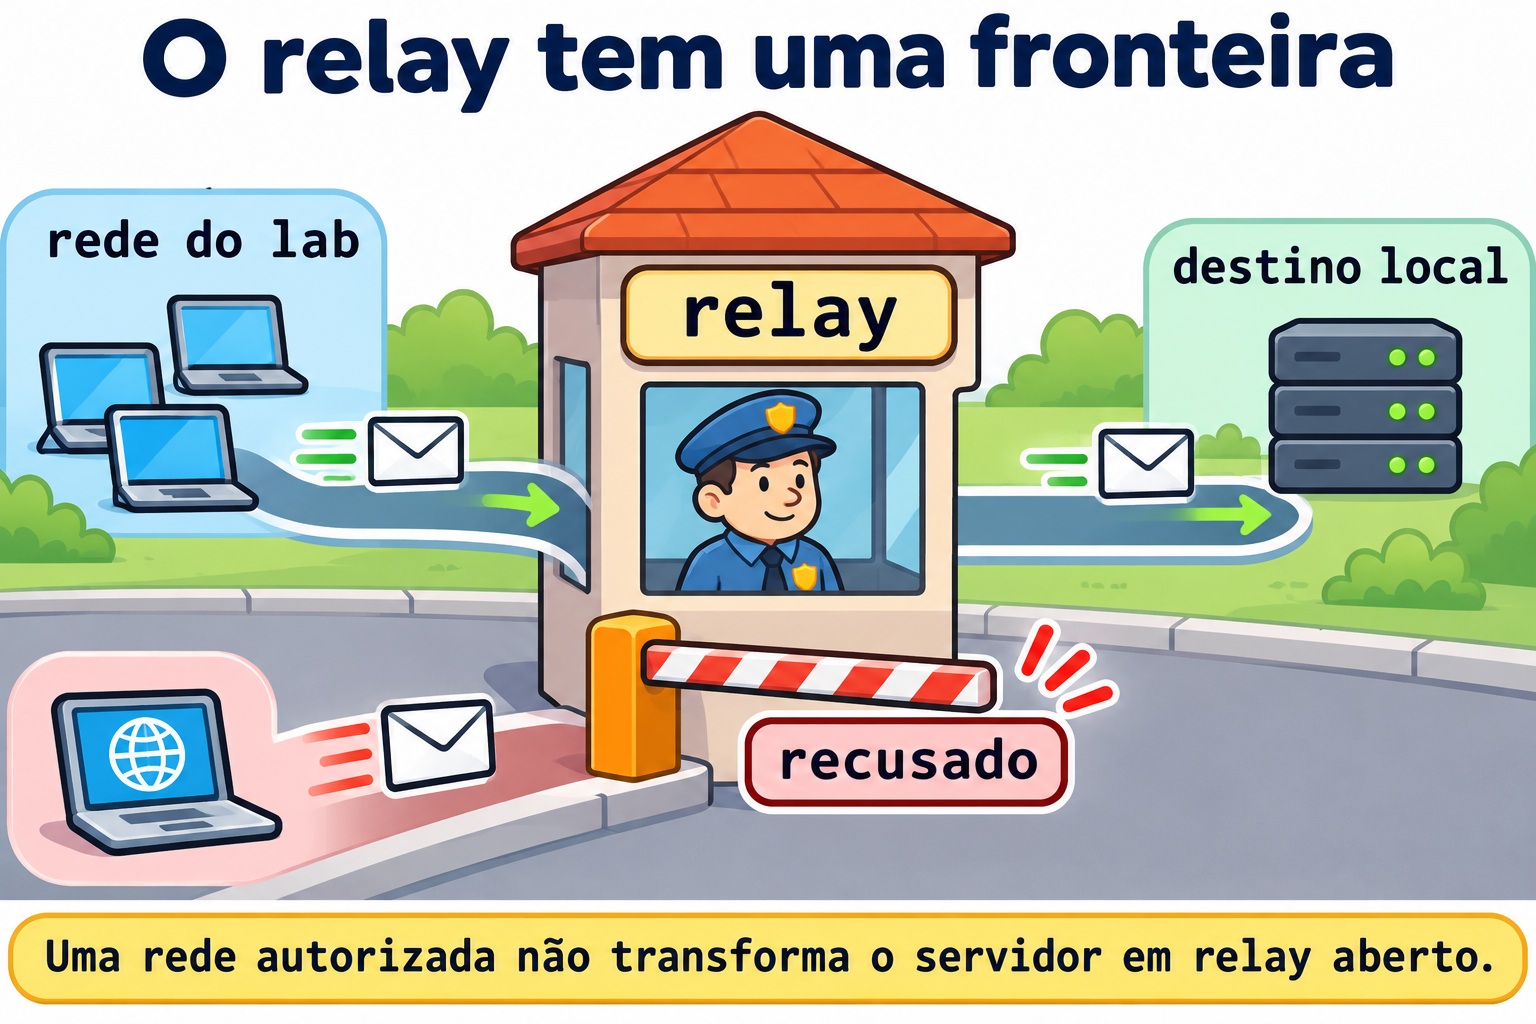 O relay tem uma fronteira
rede do lab
relay
destino local
recusado
Uma rede autorizada não transforma o servidor em relay aberto.